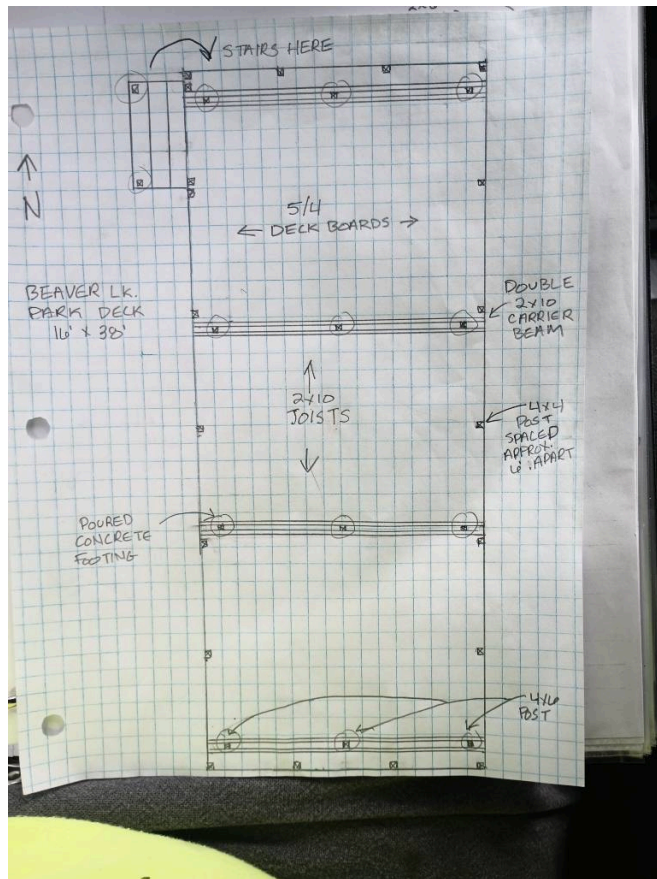 STAIRS HERE
N
5/4
DECK BOARDS
BEAVER LK.
PARK DECK
16' X 38'
DOUBLE
2X10
CARRIER
BEAM
2X10
JOISTS
4X4
POST
SPACED
APPROX.
6' APART
POURED
CONCRETE
FOOTING
4X6
POST